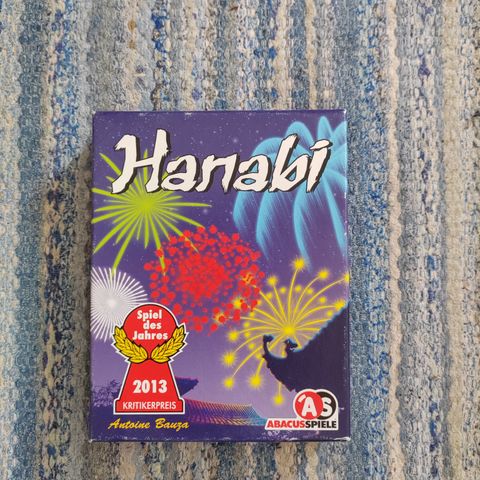 Hanabi
Spiel
des
Jahres
2013
KRITIKERPREIS
Antoine Bauza
AS
ABACUSSPIELE